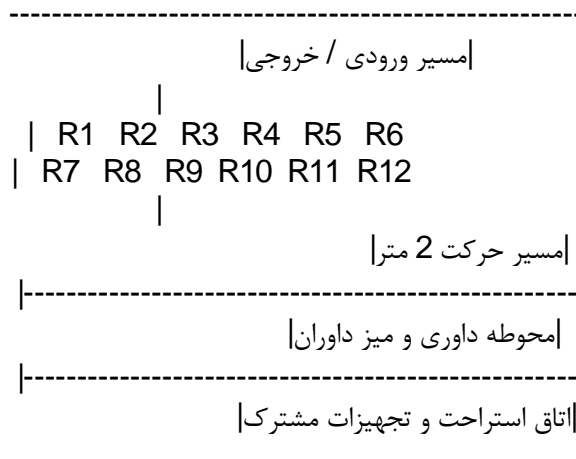 -------------------------------------------------------
|مسیر ورودی / خروجی|
|
| R1 R2 R3 R4 R5 R6
| R7 R8 R9 R10 R11 R12
|
|مسیر حرکت 2 متر|
|-----------------------------------------------------
|محوطه داوری و میز داوران|
|-----------------------------------------------------
|اتاق استراحت و تجهیزات مشترک|